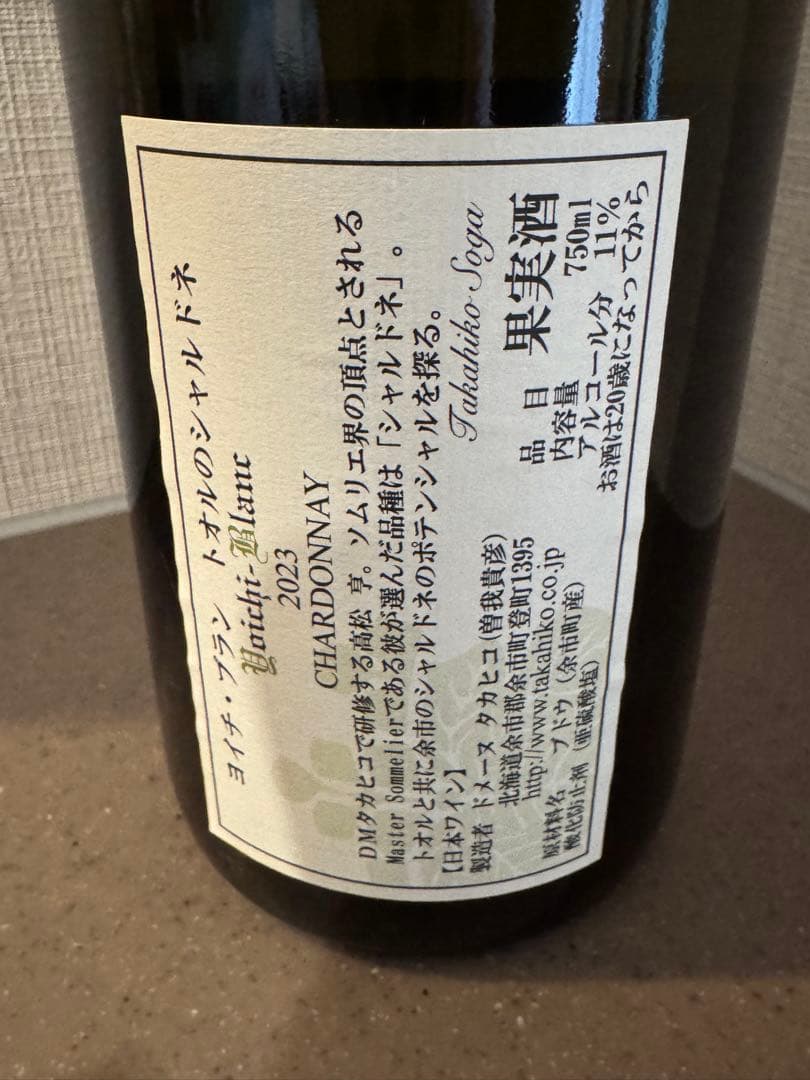 ヨイチ・ブラン トオルのシャルドネ
Yoichi-Blanc
2023
CHARDONNAY
DMタカヒコで研修する高松 亨。ソムリエ界の頂点とされる
Master Sommelierである彼が選んだ品種は「シャルドネ」。
トオルと共に余市のシャルドネのポテンシャルを探る。
Takahiko Soga
【日本ワイン】
製造者 ドメーヌ タカヒコ(曽我貴彦)
北海道余市郡余市町登町1395
http://www.takahiko.co.jp
原材料名 ブドウ (余市町産)
酸化防止剤 (亜硫酸塩)
品目 果実酒
内容量 750ml
アルコール分 11%
お酒は20歳になってから